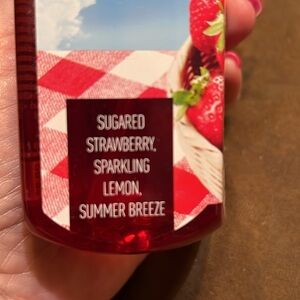 SUGARED
STRAWBERRY,
SPARKLING
LEMON,
SUMMER BREEZE